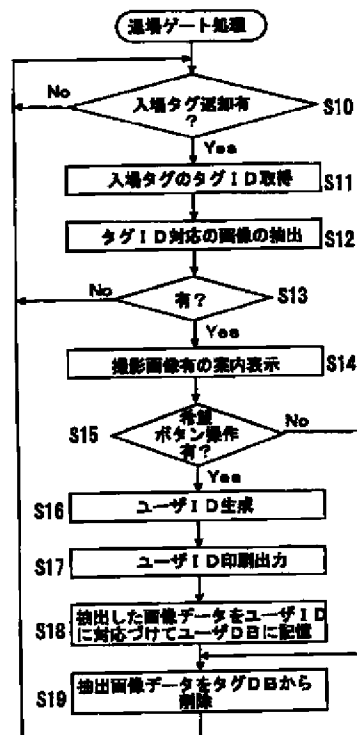 退場ゲート処理
No
入場タグ返却有
?
S10
Yes
入場タグのタグID取得
S11
タグID対応の画像の抽出
S12
No
有?
S13
Yes
撮影画像有の案内表示
S14
S15
希望
ボタン操作
有?
No
Yes
S16
ユーザID生成
S17
ユーザID印刷出力
S18
抽出した画像データをユーザID
に対応づけてユーザDBに記憶
S19
抽出画像データをタグDBから
削除